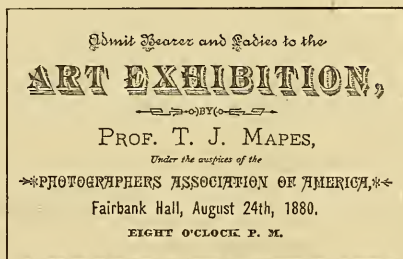 Admit Bearer and Ladies to the
ART EXHIBITION,
BY
PROF. T. J. MAPES,
Under the auspices of the
PHOTOGRAPHERS ASSOCIATION OF AMERICA,
Fairbank Hall, August 24th, 1880.
EIGHT O'CLOCK P. M.